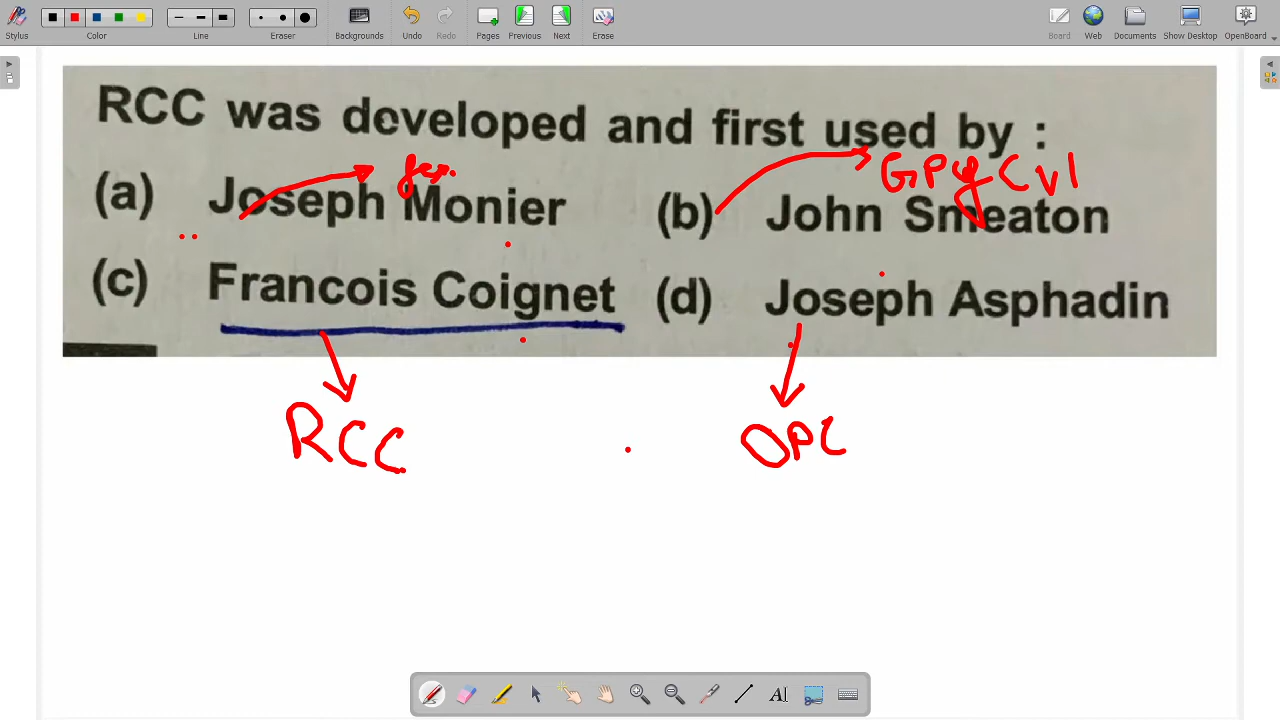 Stylus Color Line Eraser Backgrounds Undo Redo Pages Previous Next Erase Board Web Documents Show Desktop OpenBoard
RCC was developed and first used by :
(a) Joseph Monier (b) John Smeaton
(c) Francois Coignet (d) Joseph Asphadin
RCC OPC